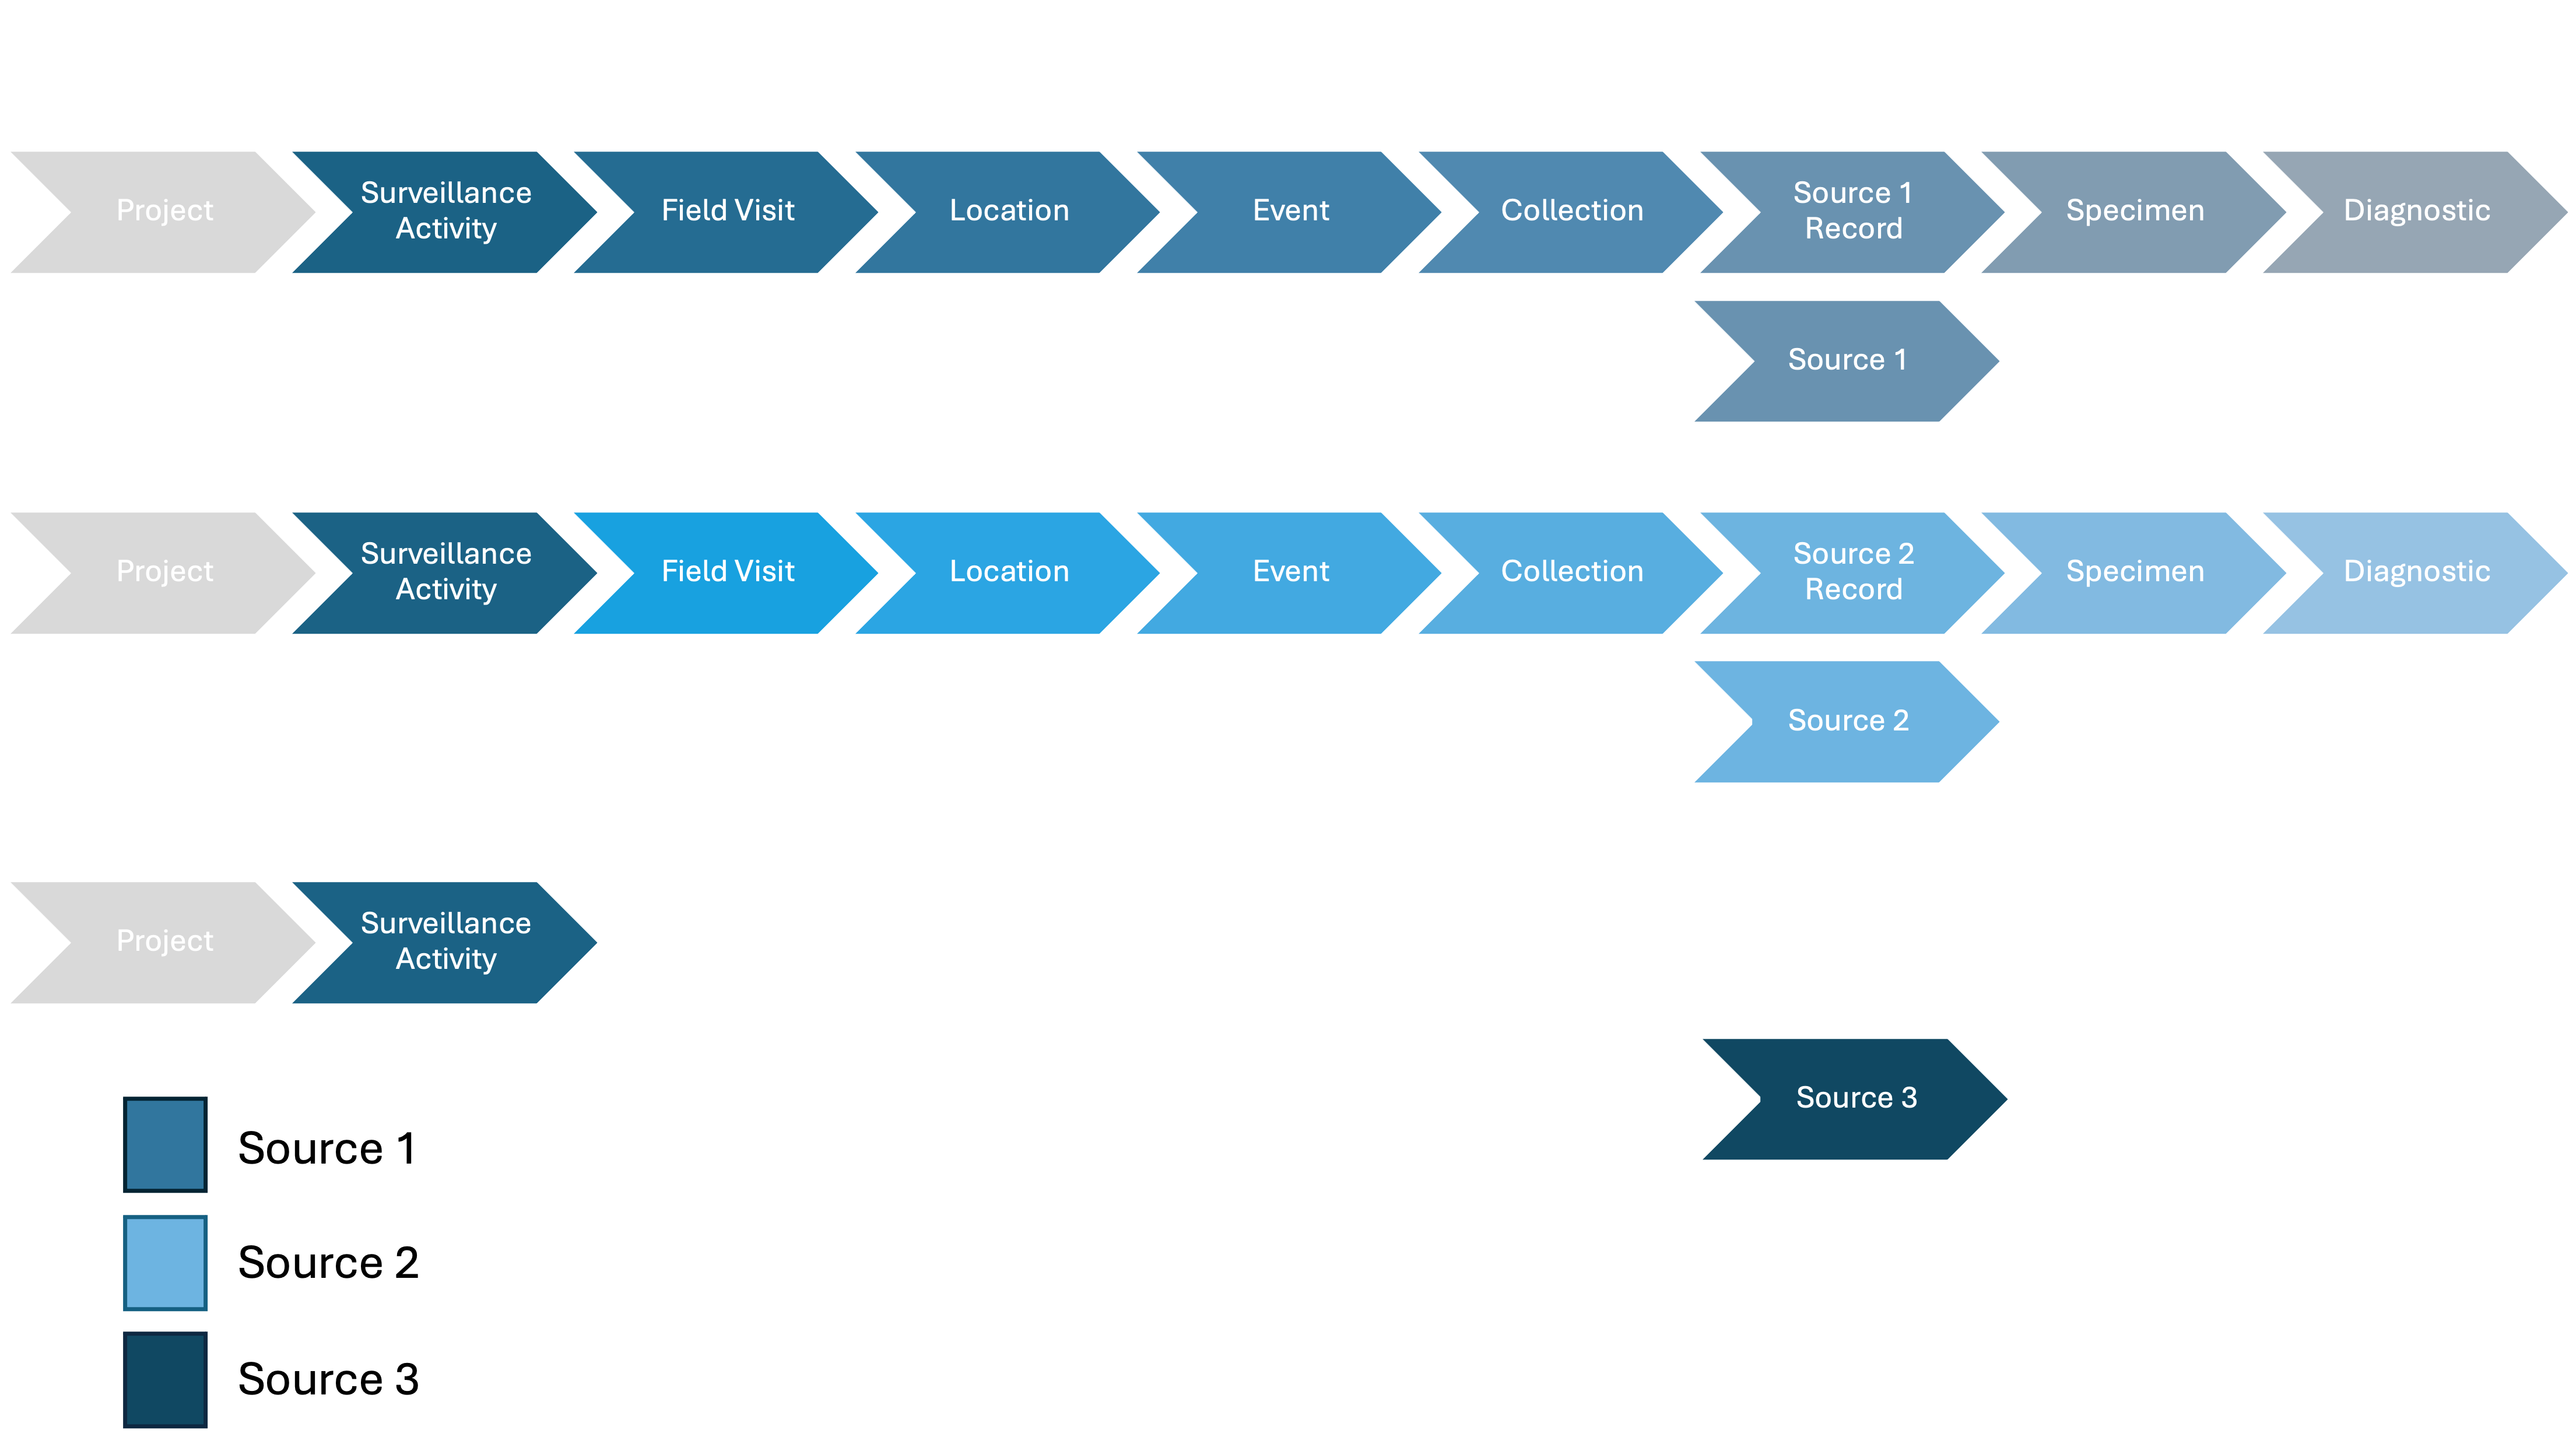 Project
Surveillance
Activity
Field Visit
Location
Event
Collection
Source 1
Record
Specimen
Diagnostic
Source 1
Project
Surveillance
Activity
Field Visit
Location
Event
Collection
Source 2
Record
Specimen
Diagnostic
Source 2
Project
Surveillance
Activity
Source 3
Source 1
Source 2
Source 3